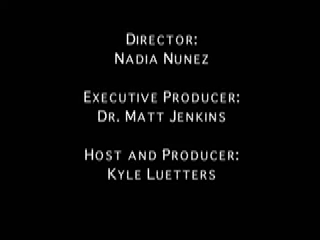 DIRECTOR:
NADIA NUNEZ
EXECUTIVE PRODUCER:
DR. MATT JENKINS
HOST AND PRODUCER:
KYLE LUETTERS